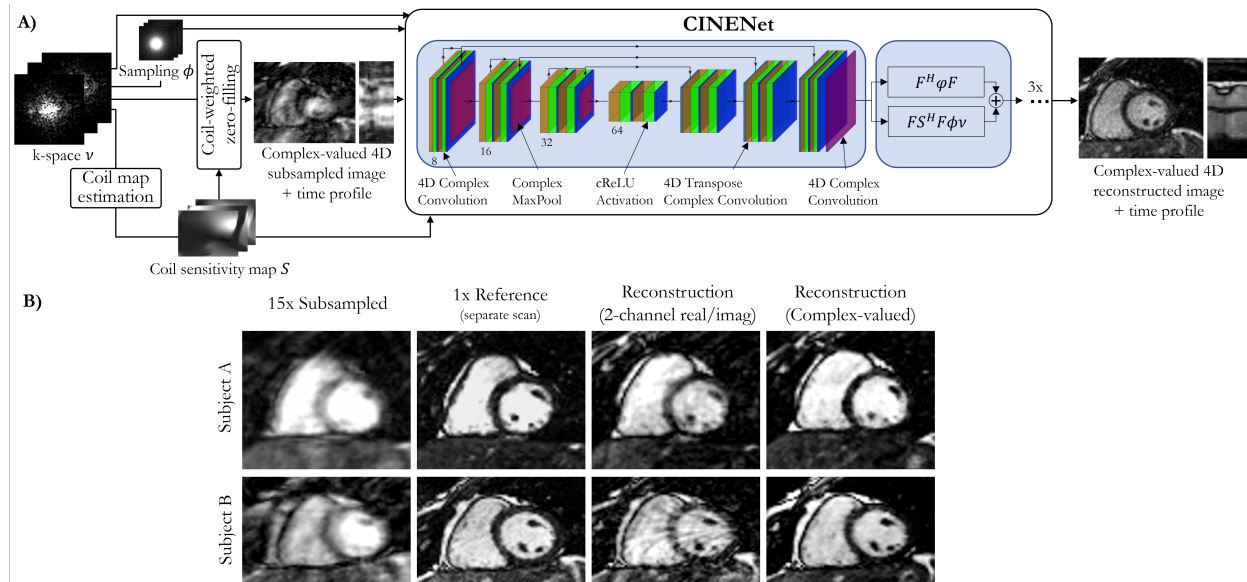 A)
CINENet
Sampling ϕ
k-space ν
Coil-weighted
zero-filling
Coil map
estimation
Coil sensitivity map S
Complex-valued 4D
subsampled image
+ time profile
8
16
32
64
4D Complex
Convolution
Complex
MaxPool
cReLU
Activation
4D Transpose
Complex Convolution
4D Complex
Convolution
F^H φF
FS^H Fϕν
+
3x
...
Complex-valued 4D
reconstructed image
+ time profile
B)
15x Subsampled
1x Reference
(separate scan)
Reconstruction
(2-channel real/imag)
Reconstruction
(Complex-valued)
Subject A
Subject B